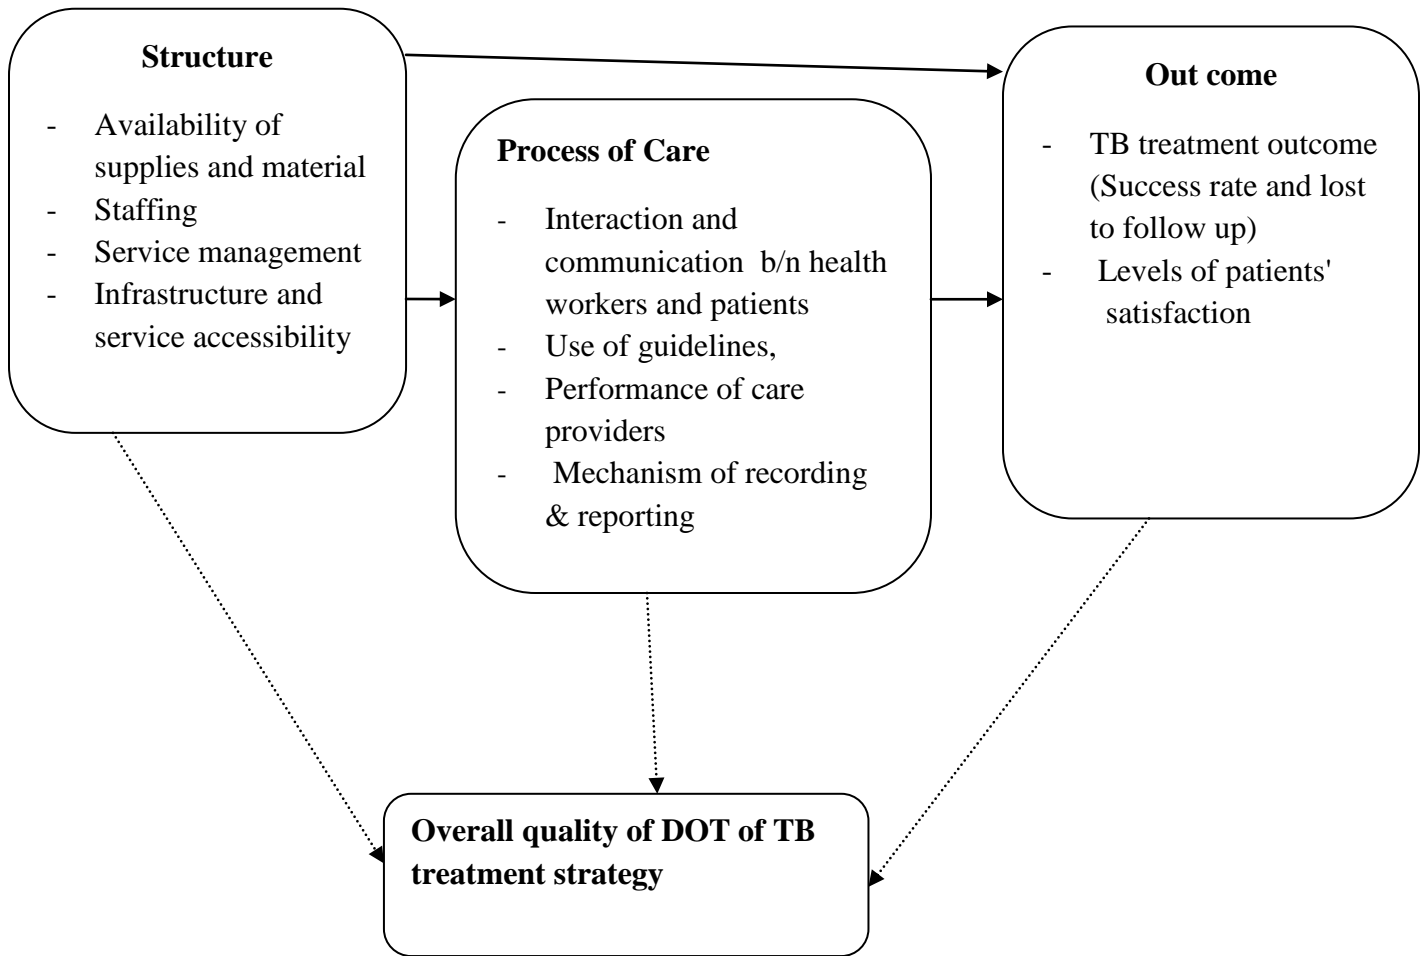 Structure
- Availability of
supplies and material
- Staffing
- Service management
- Infrastructure and
service accessibility
Process of Care
- Interaction and
communication b/n health
workers and patients
- Use of guidelines,
- Performance of care
providers
- Mechanism of recording
& reporting
Out come
- TB treatment outcome
(Success rate and lost
to follow up)
- Levels of patients'
satisfaction
Overall quality of DOT of TB
treatment strategy